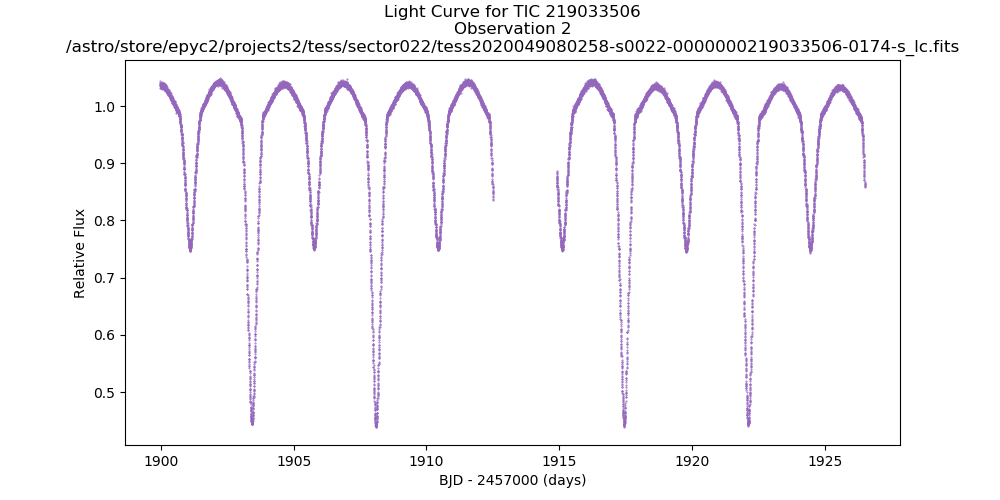 Light Curve for TIC 219033506
Observation 2
/astro/store/epyc2/projects2/tess/sector022/tess2020049080258-s0022-0000000219033506-0174-s_lc.fits
1.0
0.9
0.8
0.7
0.6
0.5
Relative Flux
1900
1905
1910
1915
1920
1925
BJD - 2457000 (days)